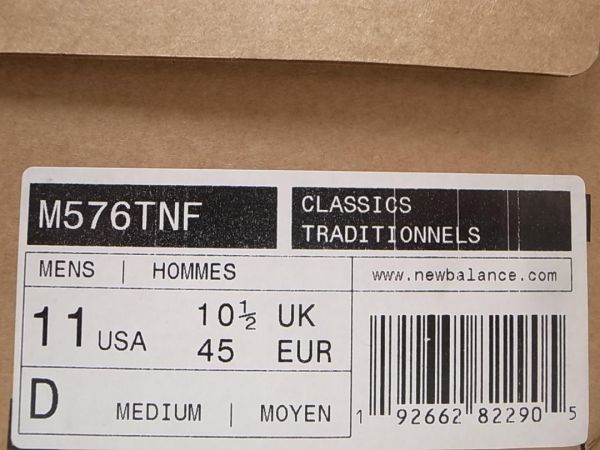 M576TNF
CLASSICS
TRADITIONNELS
MENS | HOMMES
www.newbalance.com
11 USA
10½ UK
45 EUR
D MEDIUM | MOYEN
1 92662 82290 5